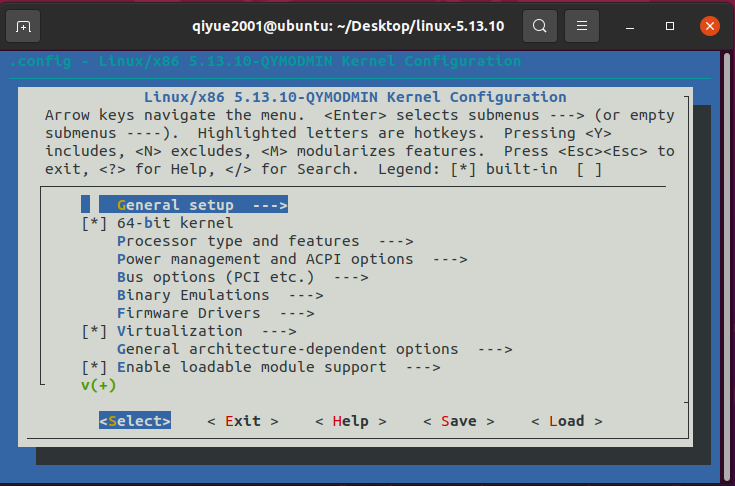 qiyue2001@ubuntu: ~/Desktop/linux-5.13.10
.config - Linux/x86 5.13.10-QYMODMIN Kernel Configuration
Linux/x86 5.13.10-QYMODMIN Kernel Configuration
Arrow keys navigate the menu.  <Enter> selects submenus ---> (or empty
submenus ----).  Highlighted letters are hotkeys.  Pressing <Y>
includes, <N> excludes, <M> modularizes features.  Press <Esc><Esc> to
exit, <?> for Help, </> for Search.  Legend: [*] built-in  [ ]
General setup  --->
[*] 64-bit kernel
Processor type and features  --->
Power management and ACPI options  --->
Bus options (PCI etc.)  --->
Binary Emulations  --->
Firmware Drivers  --->
[*] Virtualization  --->
General architecture-dependent options  --->
[*] Enable loadable module support  --->
v(+)
<Select>    < Exit >    < Help >    < Save >    < Load >